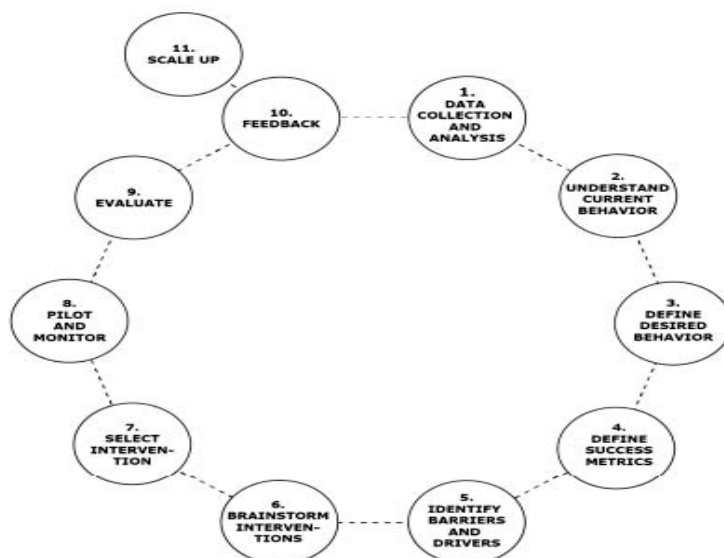 1.
DATA
COLLECTION
AND
ANALYSIS
2.
UNDERSTAND
CURRENT
BEHAVIOR
3.
DEFINE
DESIRED
BEHAVIOR
4.
DEFINE
SUCCESS
METRICS
5.
IDENTIFY
BARRIERS
AND
DRIVERS
6.
BRAINSTORM
INTERVEN-
TIONS
7.
SELECT
INTERVEN-
TION
8.
PILOT
AND
MONITOR
9.
EVALUATE
10.
FEEDBACK
11.
SCALE UP